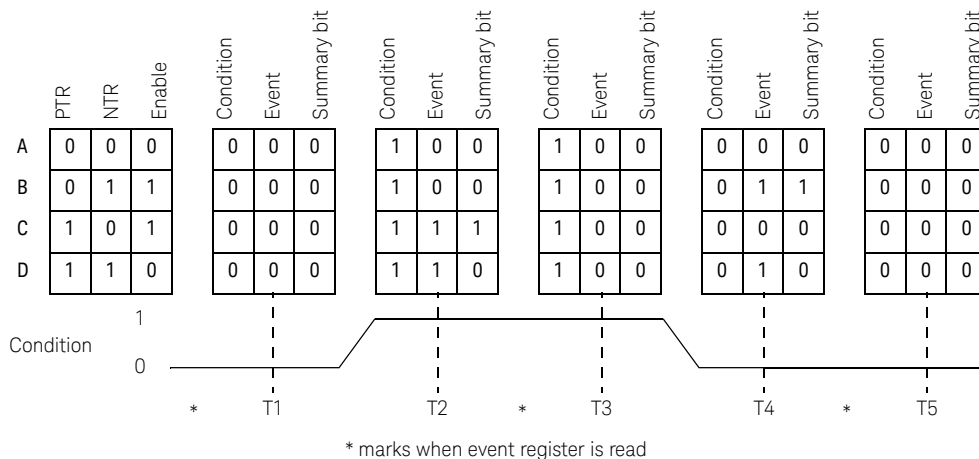 PTR NTR Enable Condition Event Summary bit Condition Event Summary bit Condition Event Summary bit Condition Event Summary bit Condition Event Summary bit
A 0 0 0 0 0 0 1 0 0 1 0 0 0 0 0 0 0 0
B 0 1 1 0 0 0 1 0 0 1 0 0 0 1 1 0 0 0
C 1 0 1 0 0 0 1 1 1 1 0 0 0 0 0 0 0 0
D 1 1 0 0 0 0 1 1 0 1 0 0 0 1 0 0 0 0
1
Condition
0
* T1 T2 * T3 T4 * T5
* marks when event register is read